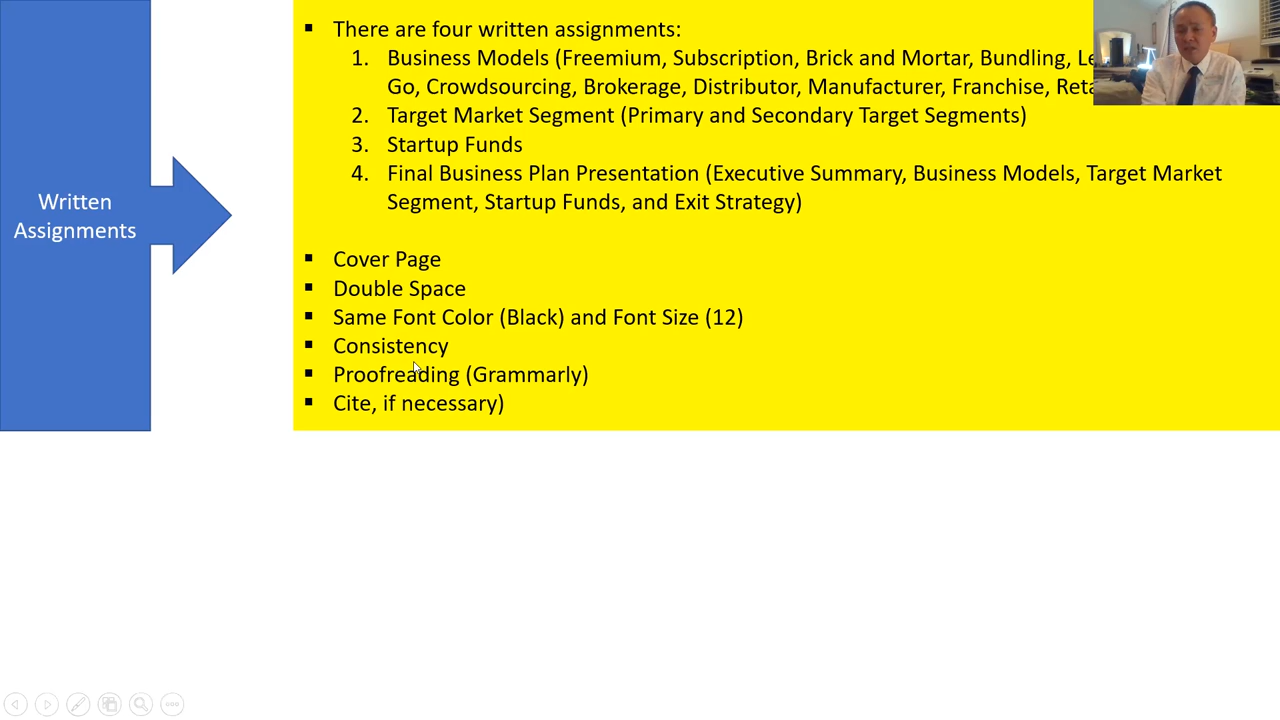 Written
Assignments
There are four written assignments:
1. Business Models (Freemium, Subscription, Brick and Mortar, Bundling,
Go, Crowdsourcing, Brokerage, Distributor, Manufacturer, Franchise,
2. Target Market Segment (Primary and Secondary Target Segments)
3. Startup Funds
4. Final Business Plan Presentation (Executive Summary, Business Models, Target Market
Segment, Startup Funds, and Exit Strategy)
Cover Page
Double Space
Same Font Color (Black) and Font Size (12)
Consistency
Proofreading (Grammarly)
Cite, if necessary)